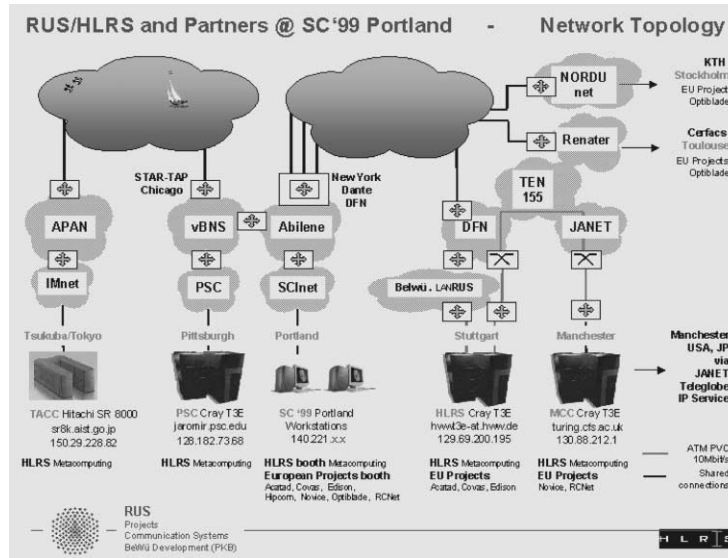 RUS/HLRS and Partners @ SC'99 Portland - Network Topology
NORDU
net
KTH
Stockholm
EU Project
Optiblade
Renater
Cerfacs
Toulouse
EU Projects
Optiblade
STAR-TAP
Chicago
NewYork
Dante
DFN
TEN
155
APAN
vBNS
Abilene
DFN
JANET
IMnet
PSC
SCInet
Belwü. LANRUS
Tsukuba/Tokyo
Pittsburgh
Portland
Stuttgart
Manchester
Manchester
USA, JP
via
JANET
Teleglobe
IP Service
TACC Hitachi SR 8000
sr8k.aist.go.jp
150.29.228.82
PSC Cray T3E
jaromir.psc.edu
128.182.73.68
SC '99 Portland
Workstations
140.221.x.x
HLRS Cray T3E
hwwt3e-at.hww.de
129.69.200.195
MCC Cray T3E
turing.cfs.ac.uk
130.88.212.1
HLRS Metacomputing
HLRS Metacomputing
HLRS booth Metacomputing
European Projects booth
Acatad, Covas, Edison,
Hipcom, Novice, Optiblade, RCNet
HLRS Metacomputing
EU Projects
Acatad, Covas, Edison
HLRS Metacomputing
EU Projects
Novice, RCNet
ATM PVC
10Mbit/s
Shared
connections
RUS
Projects
Communication Systems
BeWü Development (PKB)
H L R